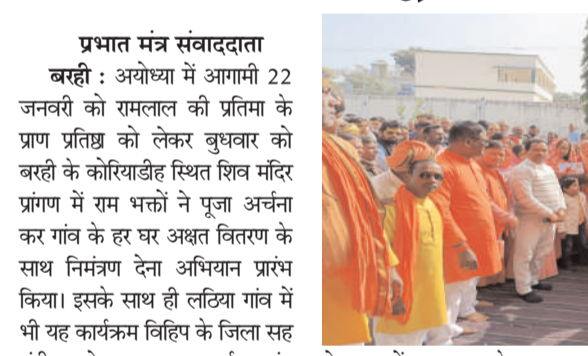 प्रभात मंत्र संवाददाता
बरही : अयोध्या में आगामी 22
जनवरी को रामलाल की प्रतिमा के
प्राण प्रतिष्ठा को लेकर बुधवार को
बरही के कोरियाडीह स्थित शिव मंदिर
प्रांगण में राम भक्तों ने पूजा अर्चना
कर गांव के हर घर अक्षत वितरण के
साथ निमंत्रण देना अभियान प्रारंभ
किया। इसके साथ ही लठिया गांव में
भी यह कार्यक्रम विहिप के जिला सह